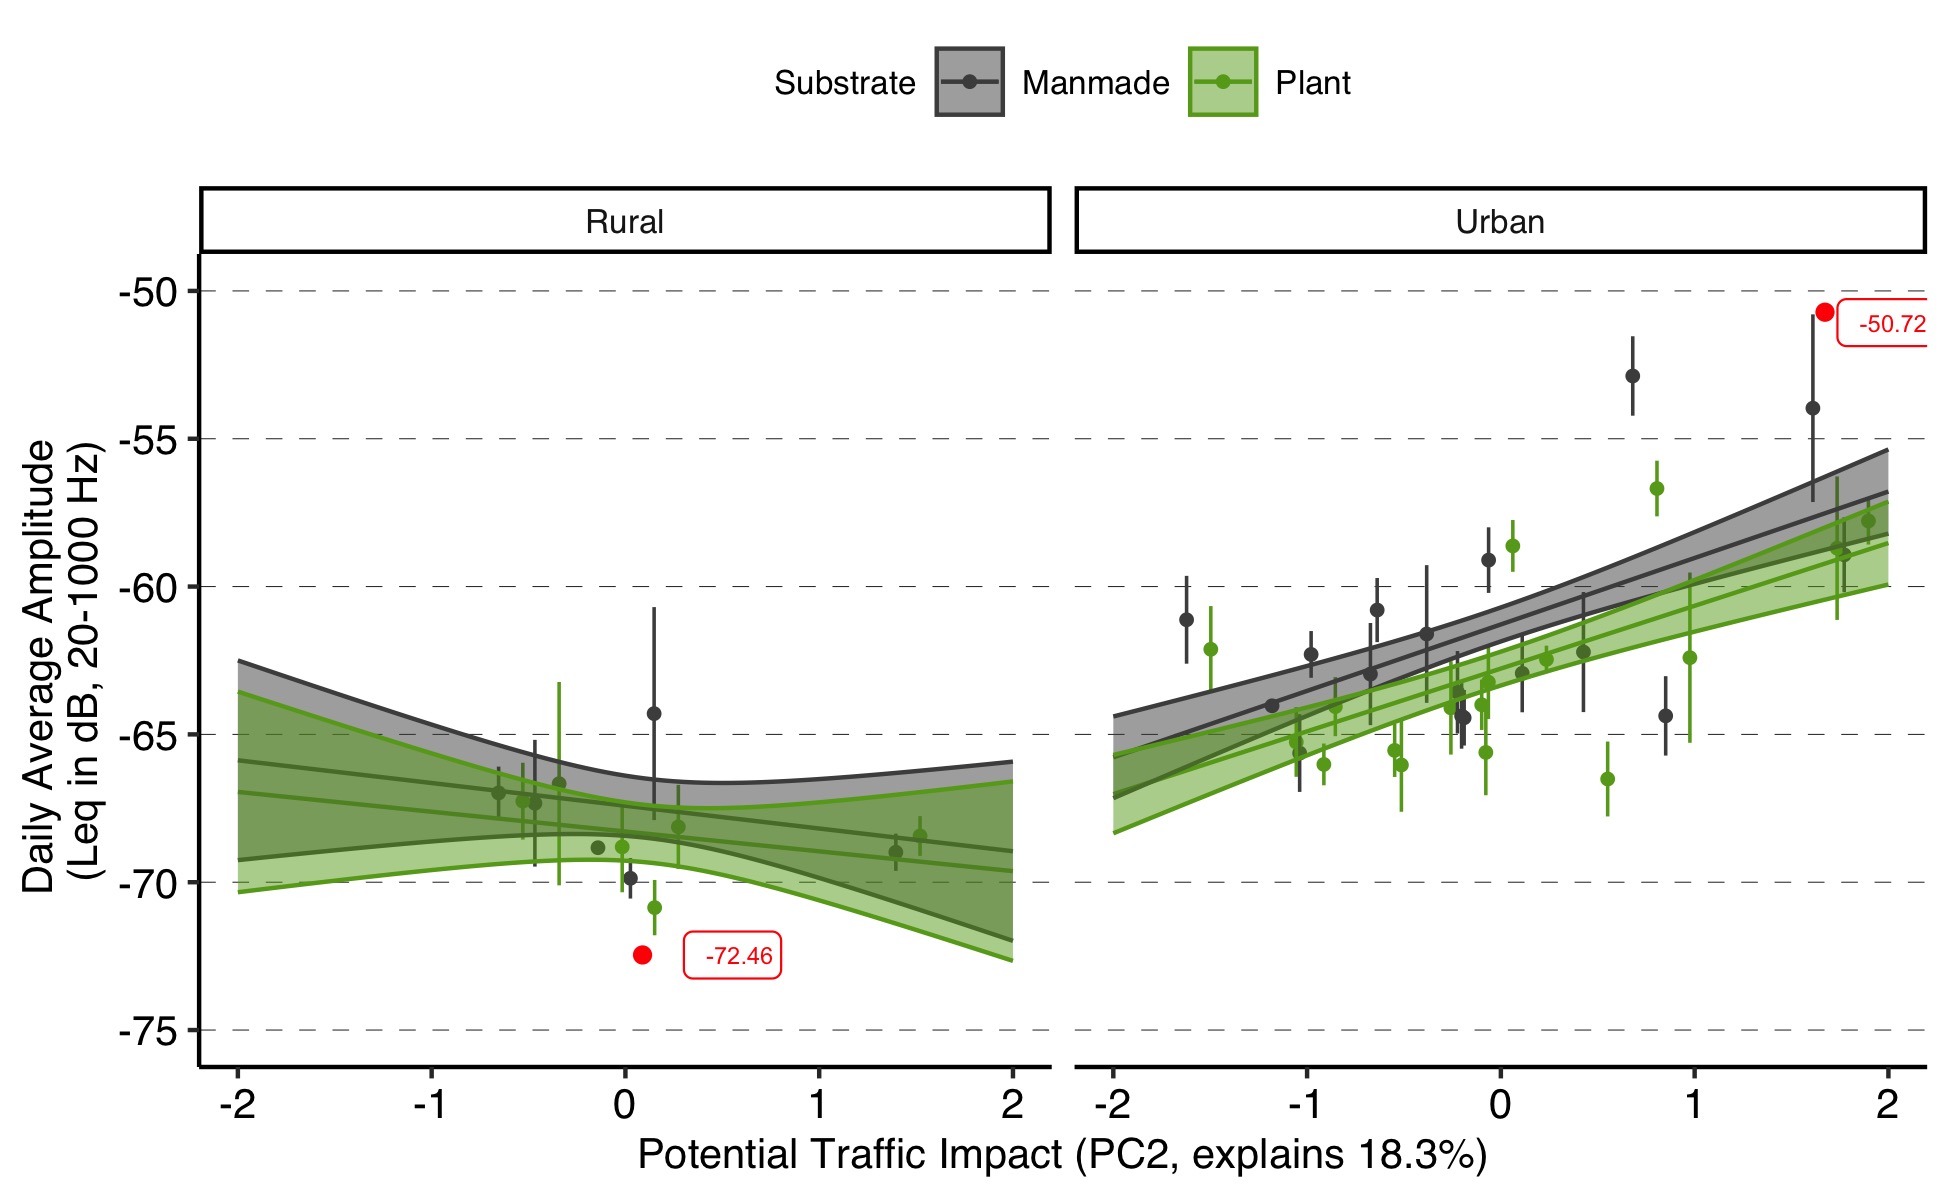 Substrate Manmade Plant
Rural Urban
-50
-55
-60
-65
-70
-75
-50.72
-72.46
-2 -1 0 1 2 -2 -1 0 1 2
Daily Average Amplitude
(Leq in dB, 20-1000 Hz)
Potential Traffic Impact (PC2, explains 18.3%)